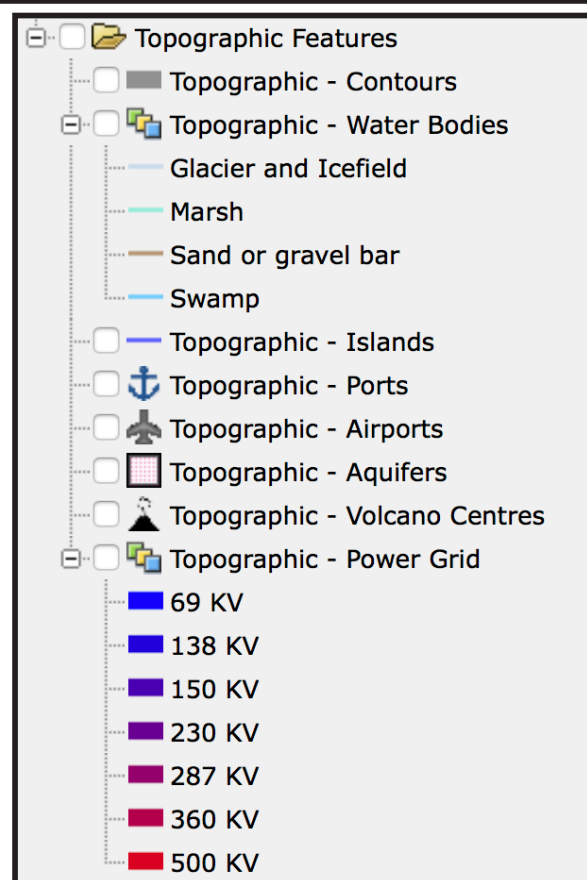 Topographic Features
Topographic - Contours
Topographic - Water Bodies
Glacier and Icefield
Marsh
Sand or gravel bar
Swamp
Topographic - Islands
Topographic - Ports
Topographic - Airports
Topographic - Aquifers
Topographic - Volcano Centres
Topographic - Power Grid
69 KV
138 KV
150 KV
230 KV
287 KV
360 KV
500 KV